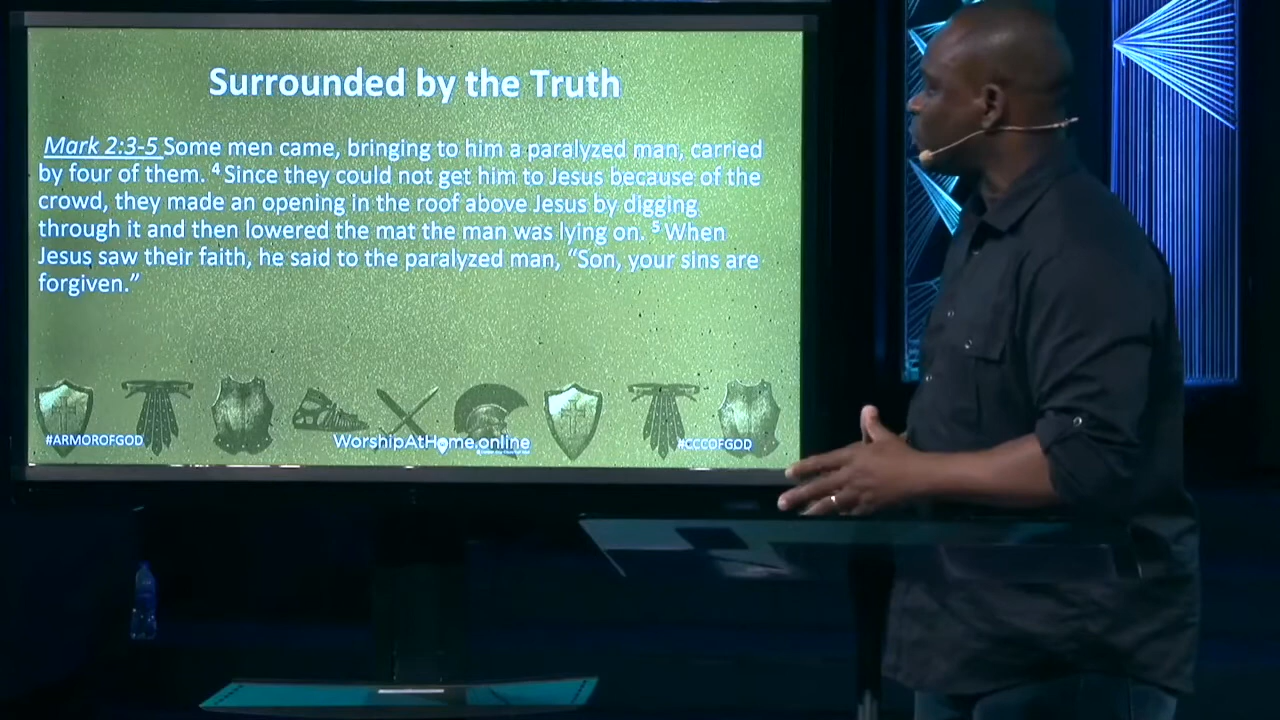 Surrounded by the Truth
Mark 2:3-5 Some men came, bringing to him a paralyzed man, carried
by four of them. ⁴ Since they could not get him to Jesus because of the
crowd, they made an opening in the roof above Jesus by digging
through it and then lowered the mat the man was lying on. ⁵ When
Jesus saw their faith, he said to the paralyzed man, “Son, your sins are
forgiven.”
#ARMOROFGOD
WorshipAtHome.online
#CCCOFGOD